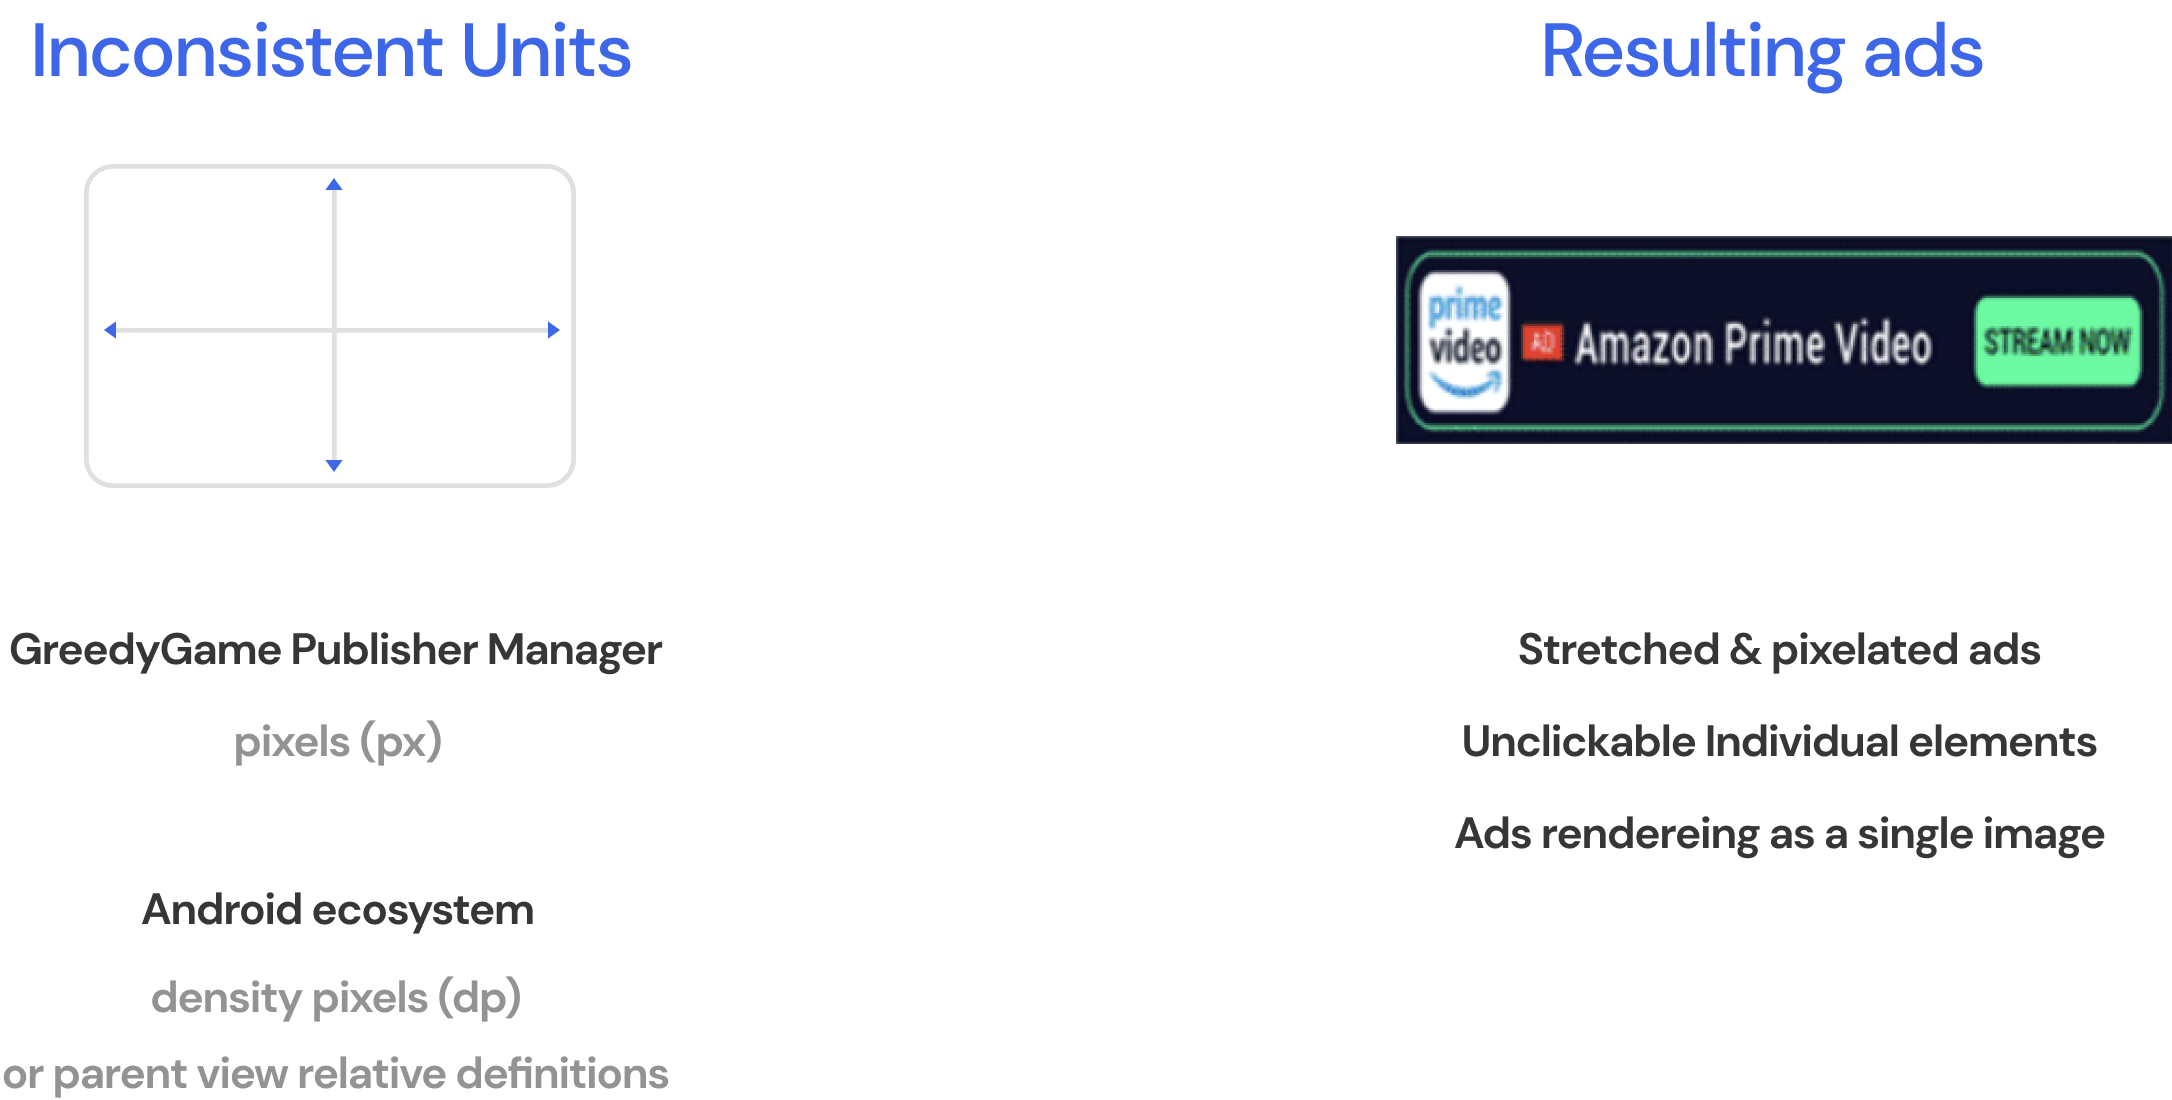 Inconsistent Units
GreedyGame Publisher Manager
pixels (px)
Android ecosystem
density pixels (dp)
or parent view relative definitions
Resulting ads
prime
video
AD Amazon Prime Video
STREAM NOW
Stretched & pixelated ads
Unclickable Individual elements
Ads rendereing as a single image